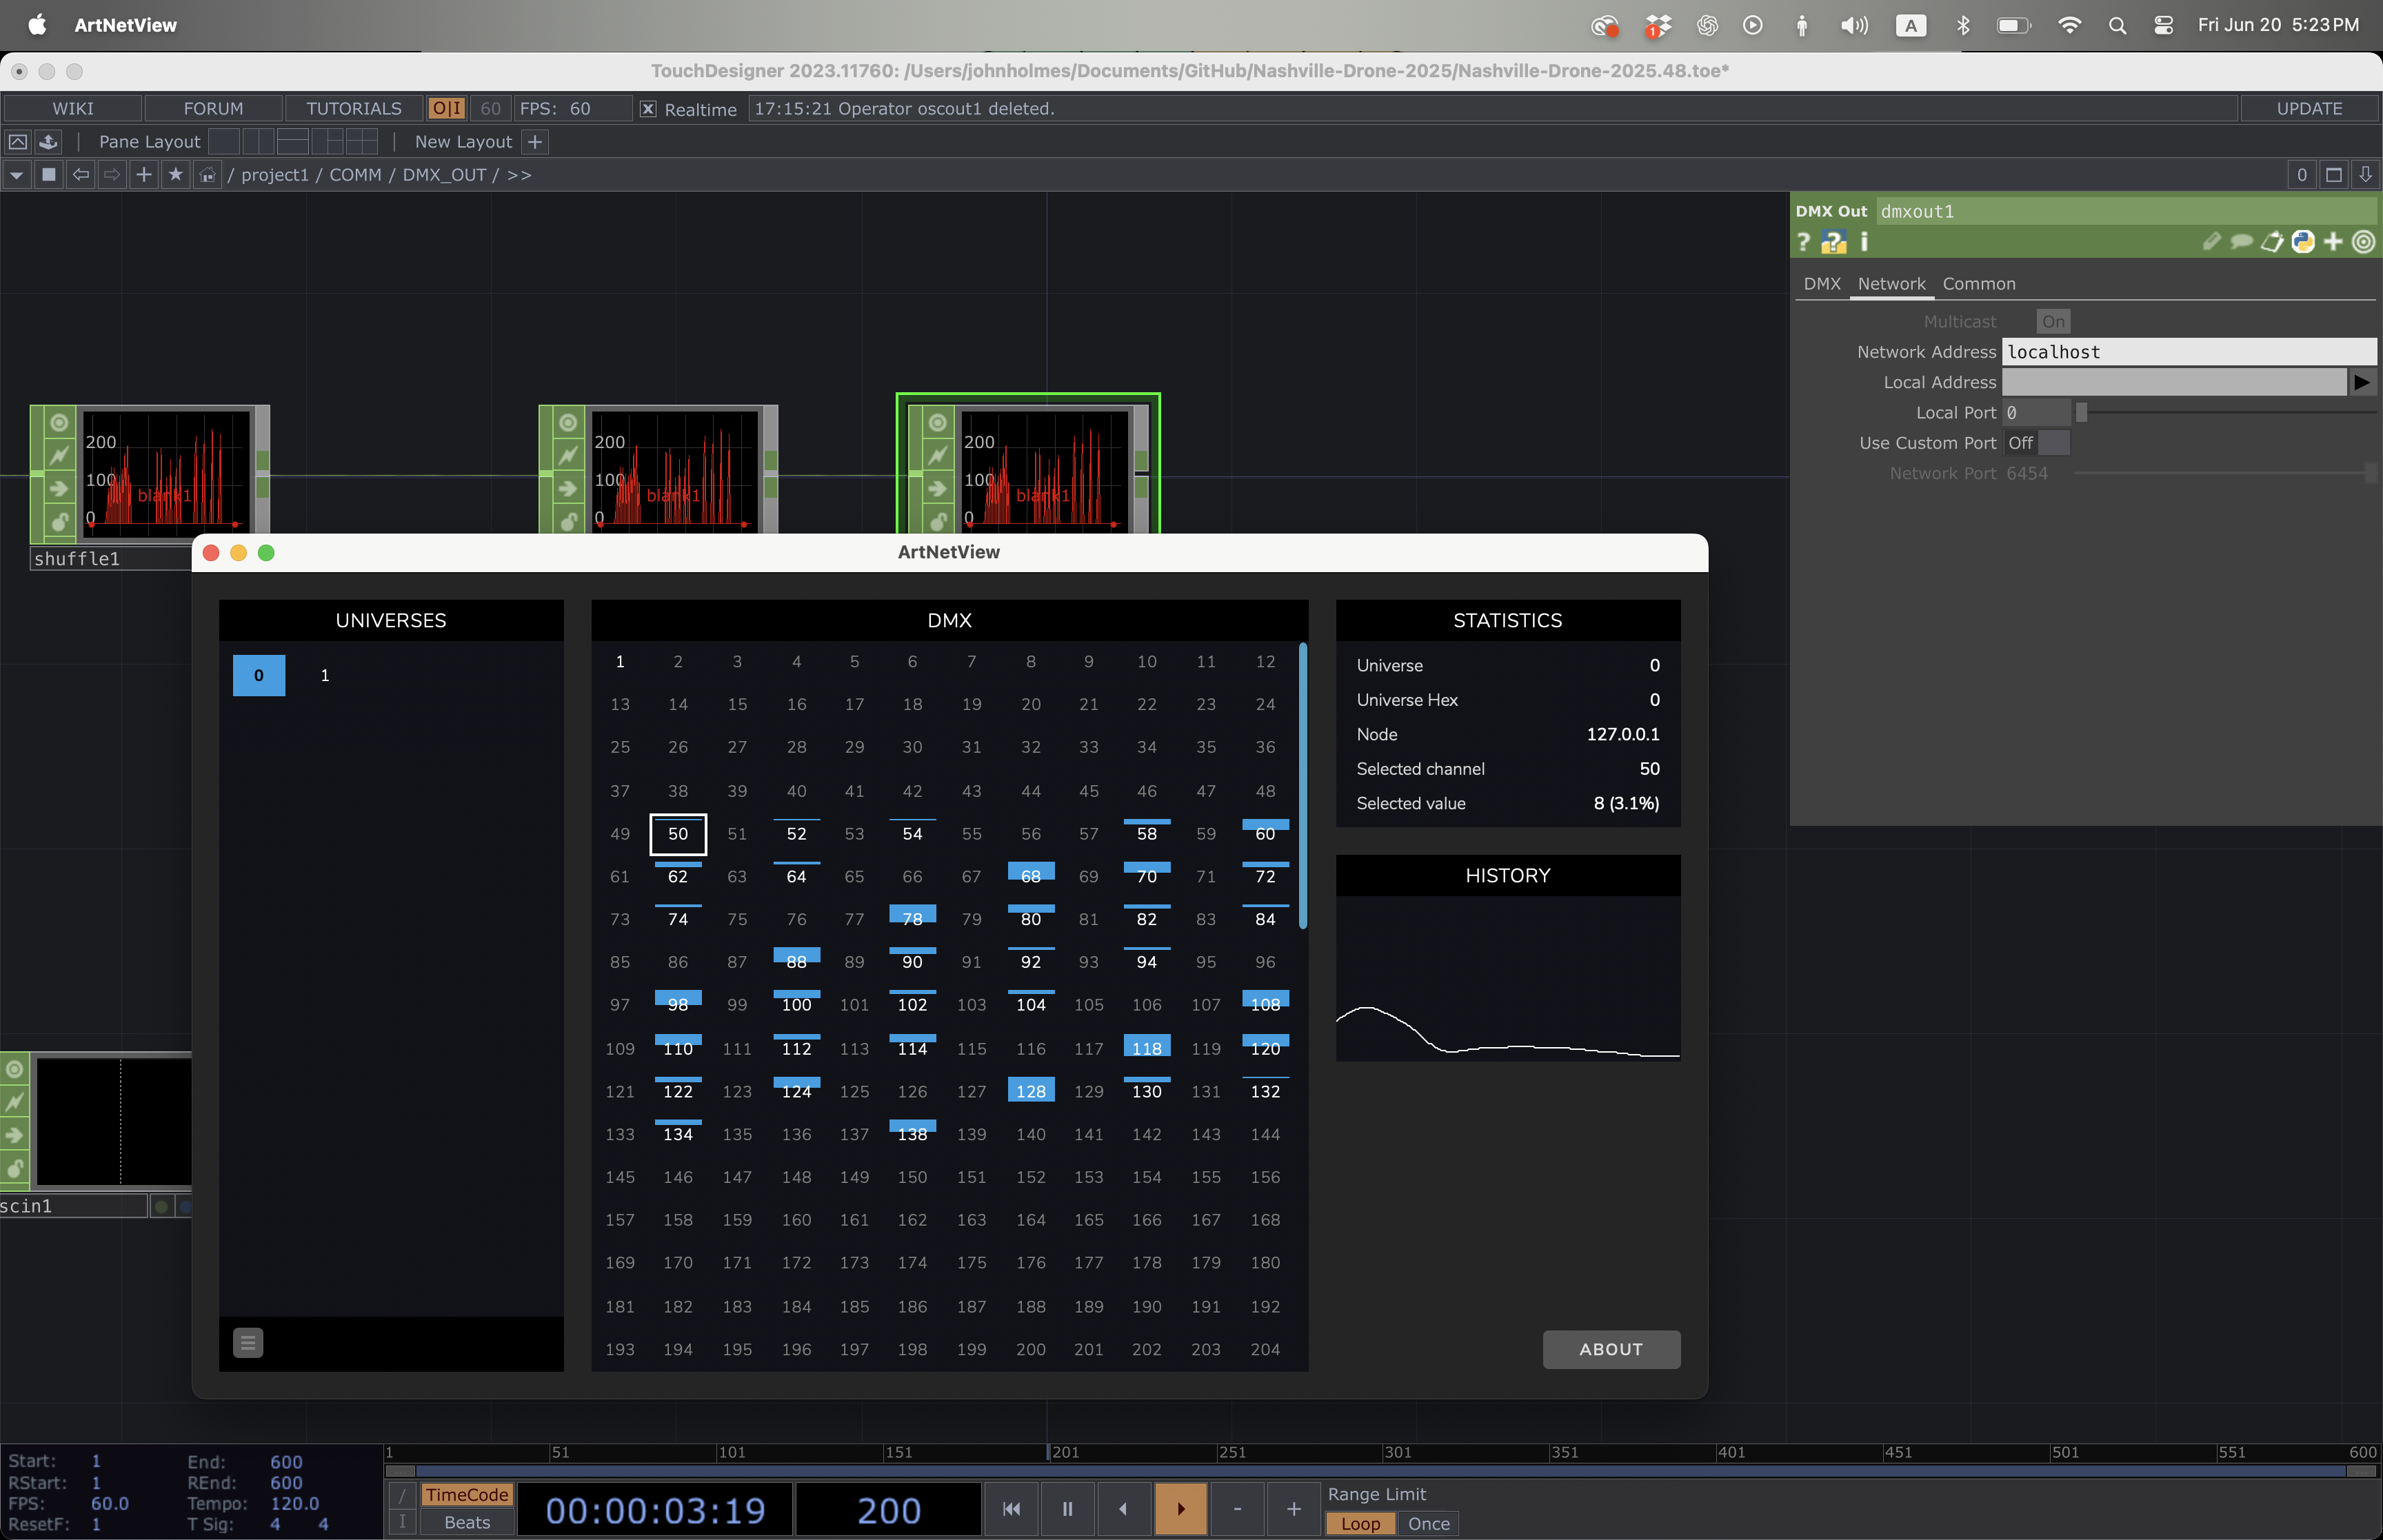 ArtNetView
A
1
Fri Jun 20 5:23 PM
TouchDesigner 2023.11760: /Users/johnholmes/Documents/GitHub/Nashville-Drone-2025/Nashville-Drone-2025.48.toe*
WIKI FORUM TUTORIALS O|I 60 FPS: 60 X Realtime 17:15:21 Operator oscout1 deleted. UPDATE
Pane Layout New Layout +
/ project1 / COMM / DMX_OUT / >> 0
DMX Out dmxout1
? ? i
DMX Network Common
Multicast On
Network Address localhost
Local Address
Local Port 0
Use Custom Port Off
Network Port 6454
200 200 200
100 100 100
blank1 blank1 blank1
0 0 0
shuffle1
ArtNetView
UNIVERSES
0 1
DMX
1 2 3 4 5 6 7 8 9 10 11 12
13 14 15 16 17 18 19 20 21 22 23 24
25 26 27 28 29 30 31 32 33 34 35 36
37 38 39 40 41 42 43 44 45 46 47 48
49 50 51 52 53 54 55 56 57 58 59 60
61 62 63 64 65 66 67 68 69 70 71 72
73 74 75 76 77 78 79 80 81 82 83 84
85 86 87 88 89 90 91 92 93 94 95 96
97 98 99 100 101 102 103 104 105 106 107 108
109 110 111 112 113 114 115 116 117 118 119 120
121 122 123 124 125 126 127 128 129 130 131 132
133 134 135 136 137 138 139 140 141 142 143 144
145 146 147 148 149 150 151 152 153 154 155 156
157 158 159 160 161 162 163 164 165 166 167 168
169 170 171 172 173 174 175 176 177 178 179 180
181 182 183 184 185 186 187 188 189 190 191 192
193 194 195 196 197 198 199 200 201 202 203 204
STATISTICS
Universe 0
Universe Hex 0
Node 127.0.0.1
Selected channel 50
Selected value 8 (3.1%)
HISTORY
ABOUT
scin1
1 51 101 151 201 251 301 351 401 451 501 551 600
Start: 1 End: 600
RStart: 1 REnd: 600
FPS: 60.0 Tempo: 120.0
ResetF: 1 T Sig: 4 4
/ TimeCode
I Beats
00:00:03:19 200
- +
Range Limit
Loop Once